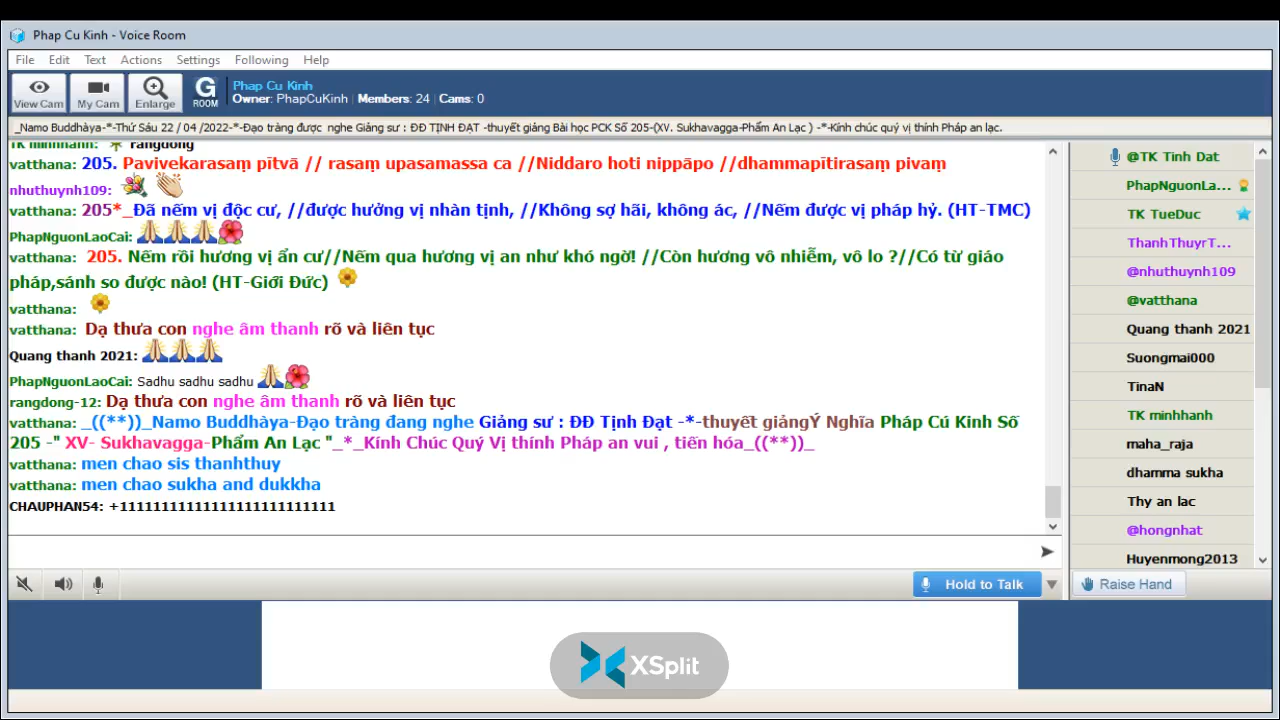 Phap Cu Kinh - Voice Room
File Edit Text Actions Settings Following Help
View Cam My Cam Enlarge G ROOM
Phap Cu Kinh
Owner: PhapCuKinh | Members: 24 | Cams: 0
_Namo Buddhàya-*-Thứ Sáu 22 / 04 /2022-*-Đạo tràng được nghe Giảng sư : ĐĐ TỊNH ĐẠT -thuyết giảng Bài học PCK Số 205-(XV. Sukhavagga-Phẩm An Lạc ) -*-Kính chúc quý vị thính Pháp an lạc.
TK minhhanh: rangdong
vatthana: 205. Pavivekarasaṃ pītvā // rasaṃ upasamassa ca //Niddaro hoti nippāpo //dhammapītirasaṃ pivaṃ
nhuthuynh109:
vatthana: 205*_Đã nếm vị độc cư, //được hưởng vị nhàn tịnh, //Không sợ hãi, không ác, //Nếm được vị pháp hỷ. (HT-TMC)
PhapNguonLaoCai:
vatthana: 205. Nếm rồi hương vị ẩn cư//Nếm qua hương vị an như khó ngờ! //Còn hương vô nhiễm, vô lo ?//Có từ giáo
pháp,sánh so được nào! (HT-Giới Đức)
vatthana:
vatthana: Dạ thưa con nghe âm thanh rõ và liên tục
Quang thanh 2021:
PhapNguonLaoCai: Sadhu sadhu sadhu
rangdong-12: Dạ thưa con nghe âm thanh rõ và liên tục
vatthana: _((**))_Namo Buddhàya-Đạo tràng đang nghe Giảng sư : ĐĐ Tịnh Đạt -*-thuyết giảngÝ Nghĩa Pháp Cú Kinh Số
205 -" XV- Sukhavagga-Phẩm An Lạc "_*_Kính Chúc Quý Vị thính Pháp an vui , tiến hóa_((**))_
vatthana: men chao sis thanhthuy
vatthana: men chao sukha and dukkha
CHAUPHAN54: +11111111111111111111111111
Hold to Talk
@TK Tinh Dat
PhapNguonLa...
TK TueDuc
ThanhThuyrT...
@nhuthuynh109
@vatthana
Quang thanh 2021
Suongmai000
TinaN
TK minhhanh
maha_raja
dhamma sukha
Thy an lac
@hongnhat
Huyenmong2013
Raise Hand
XSplit